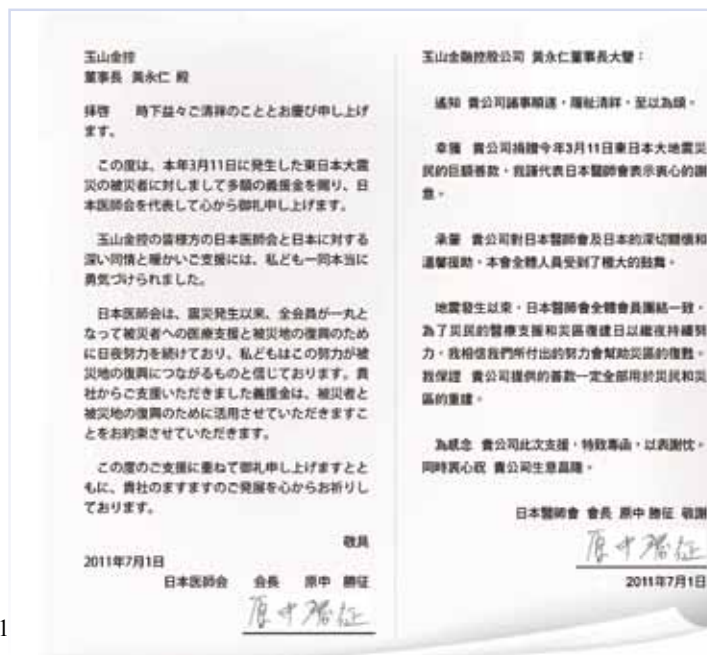 玉山金控
董事長 黃永仁 殿
拝啓 時下益々ご清祥のこととお慶び申し上げ
ます。
この度は、本年3月11日に発生した東日本大震
災の被災者に対しまして多額の義援金を賜り、日
本医師会を代表して心から御礼申し上げます。
玉山金控の皆様方の日本医師会と日本に対する
深い同情と暖かいご支援には、私ども一同本当に
勇気づけられました。
日本医師会は、震災発生以来、全会員が一丸と
なって被災者への医療支援と被災地の復興のため
に日夜努力を続けており、私どもはこの努力が被
災地の復興につながるものと信じております。貴
社からご支援いただきました義援金は、被災者と
被災地の復興のために活用させていただきますこ
とをお約束させていただきます。
この度のご支援に重ねて御礼申し上げますとと
もに、貴社のますますのご発展を心からお祈りし
ております。
敬具
2011年7月1日
日本医師会 会長 原中 勝征
原中勝征
玉山金融控股公司 黃永仁董事長大鑒：
遙知 貴公司諸事順遂，履祉清祥，至以為頌。
幸獲 貴公司捐贈今年3月11日東日本大地震災
民的巨額善款，我謹代表日本醫師會表示衷心的謝
意。
承蒙 貴公司對日本醫師會及日本的深切關懷和
溫馨援助，本會全體人員受到了極大的鼓舞。
地震發生以來，日本醫師會全體會員團結一致，
為了災民的醫療支援和災區復建日以繼夜持續努
力，我相信我們所付出的努力會幫助災區的復甦。
我保證 貴公司提供的善款一定全部用於災民和災
區的重建。
為感念 貴公司此次支援，特致專函，以表謝忱。
同時衷心祝 貴公司生意昌隆。
日本醫師會 會長 原中 勝征 敬謝
原中勝征
2011年7月1日
1